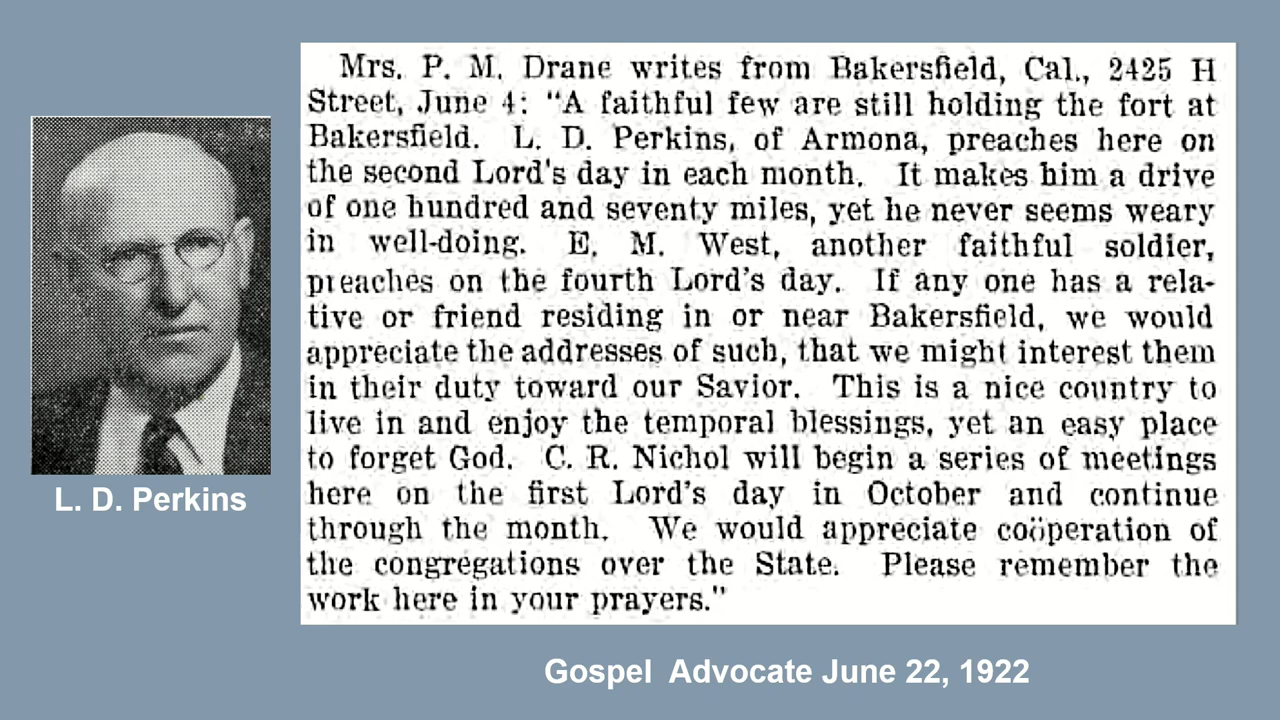 Mrs. P. M. Drane writes from Bakersfield, Cal., 2425 H
Street, June 4: "A faithful few are still holding the fort at
Bakersfield. L. D. Perkins, of Armona, preaches here on
the second Lord's day in each month. It makes him a drive
of one hundred and seventy miles, yet he never seems weary
in well-doing. E. M. West, another faithful soldier,
preaches on the fourth Lord's day. If any one has a rela-
tive or friend residing in or near Bakersfield, we would
appreciate the addresses of such, that we might interest them
in their duty toward our Savior. This is a nice country to
live in and enjoy the temporal blessings, yet an easy place
to forget God. C. R. Nichol will begin a series of meetings
here on the first Lord's day in October and continue
through the month. We would appreciate coöperation of
the congregations over the State. Please remember the
work here in your prayers."
L. D. Perkins
Gospel Advocate June 22, 1922